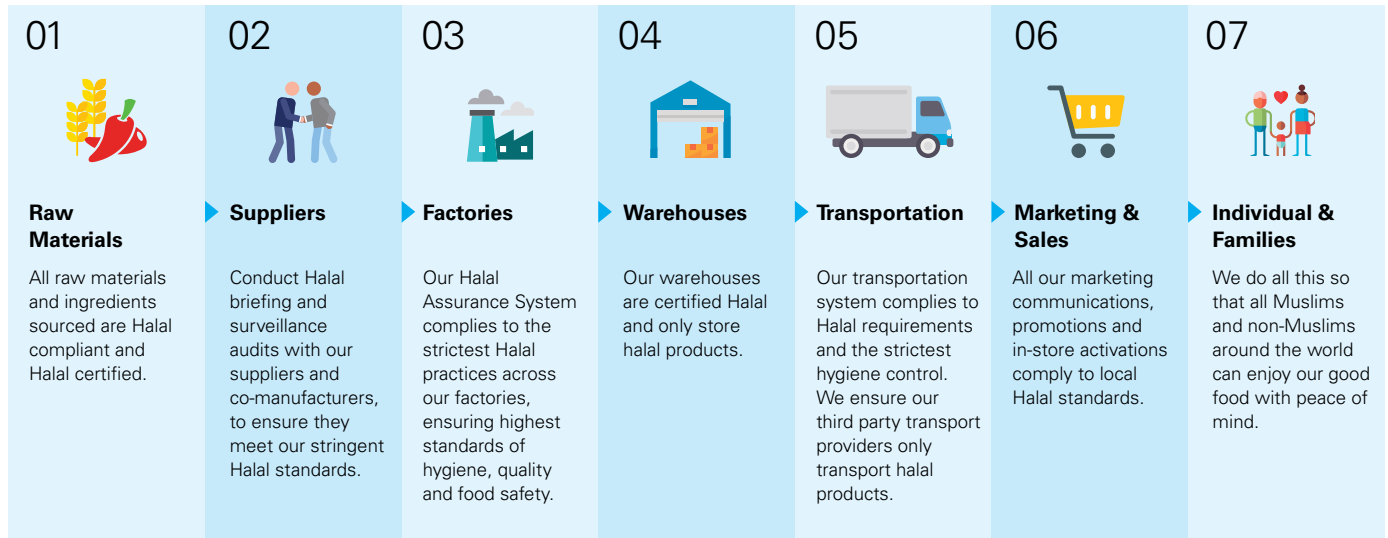 01
Raw
Materials
All raw materials
and ingredients
sourced are Halal
compliant and
Halal certified.
02
Suppliers
Conduct Halal
briefing and
surveillance
audits with our
suppliers and
co-manufacturers,
to ensure they
meet our stringent
Halal standards.
03
Factories
Our Halal
Assurance System
complies to the
strictest Halal
practices across
our factories,
ensuring highest
standards of
hygiene, quality
and food safety.
04
Warehouses
Our warehouses
are certified Halal
and only store
halal products.
05
Transportation
Our transportation
system complies to
Halal requirements
and the strictest
hygiene control.
We ensure our
third party transport
providers only
transport halal
products.
06
Marketing &
Sales
All our marketing
communications,
promotions and
in-store activations
comply to local
Halal standards.
07
Individual &
Families
We do all this so
that all Muslims
and non-Muslims
around the world
can enjoy our good
food with peace of
mind.